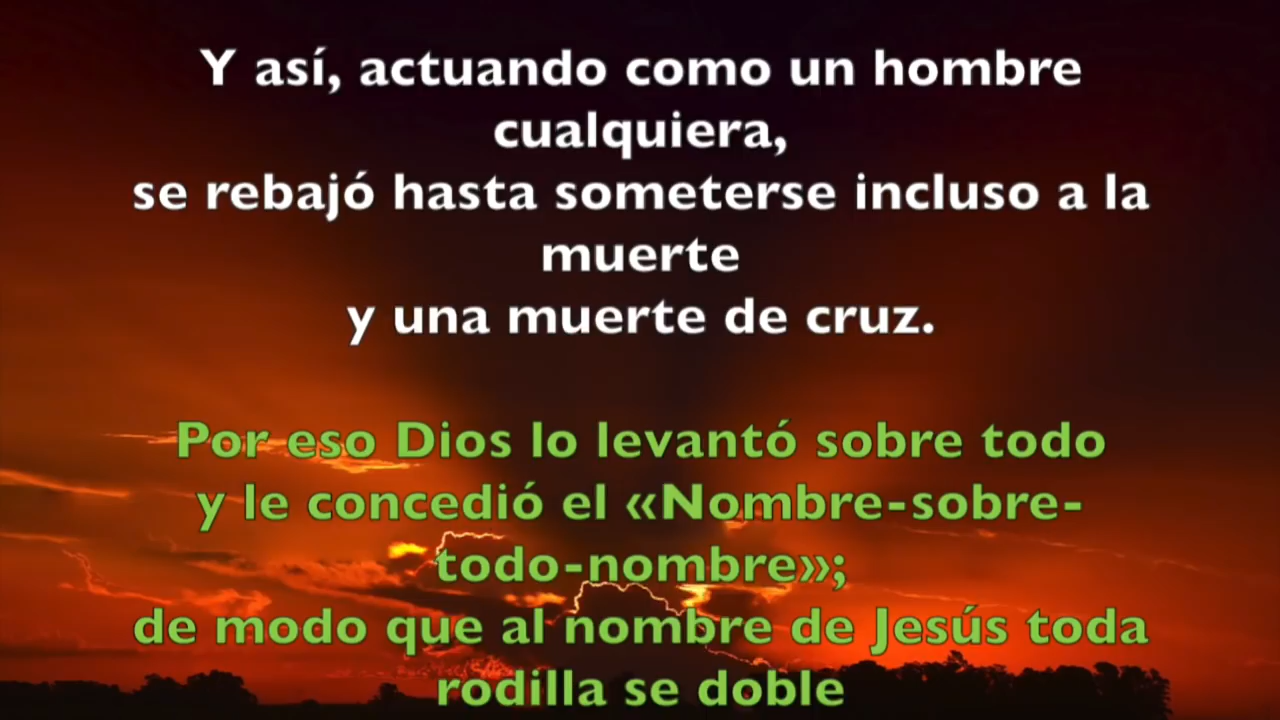 Y así, actuando como un hombre
cualquiera,
se rebajó hasta someterse incluso a la
muerte
y una muerte de cruz.
Por eso Dios lo levantó sobre todo
y le concedió el «Nombre-sobre-
todo-nombre»;
de modo que al nombre de Jesús toda
rodilla se doble